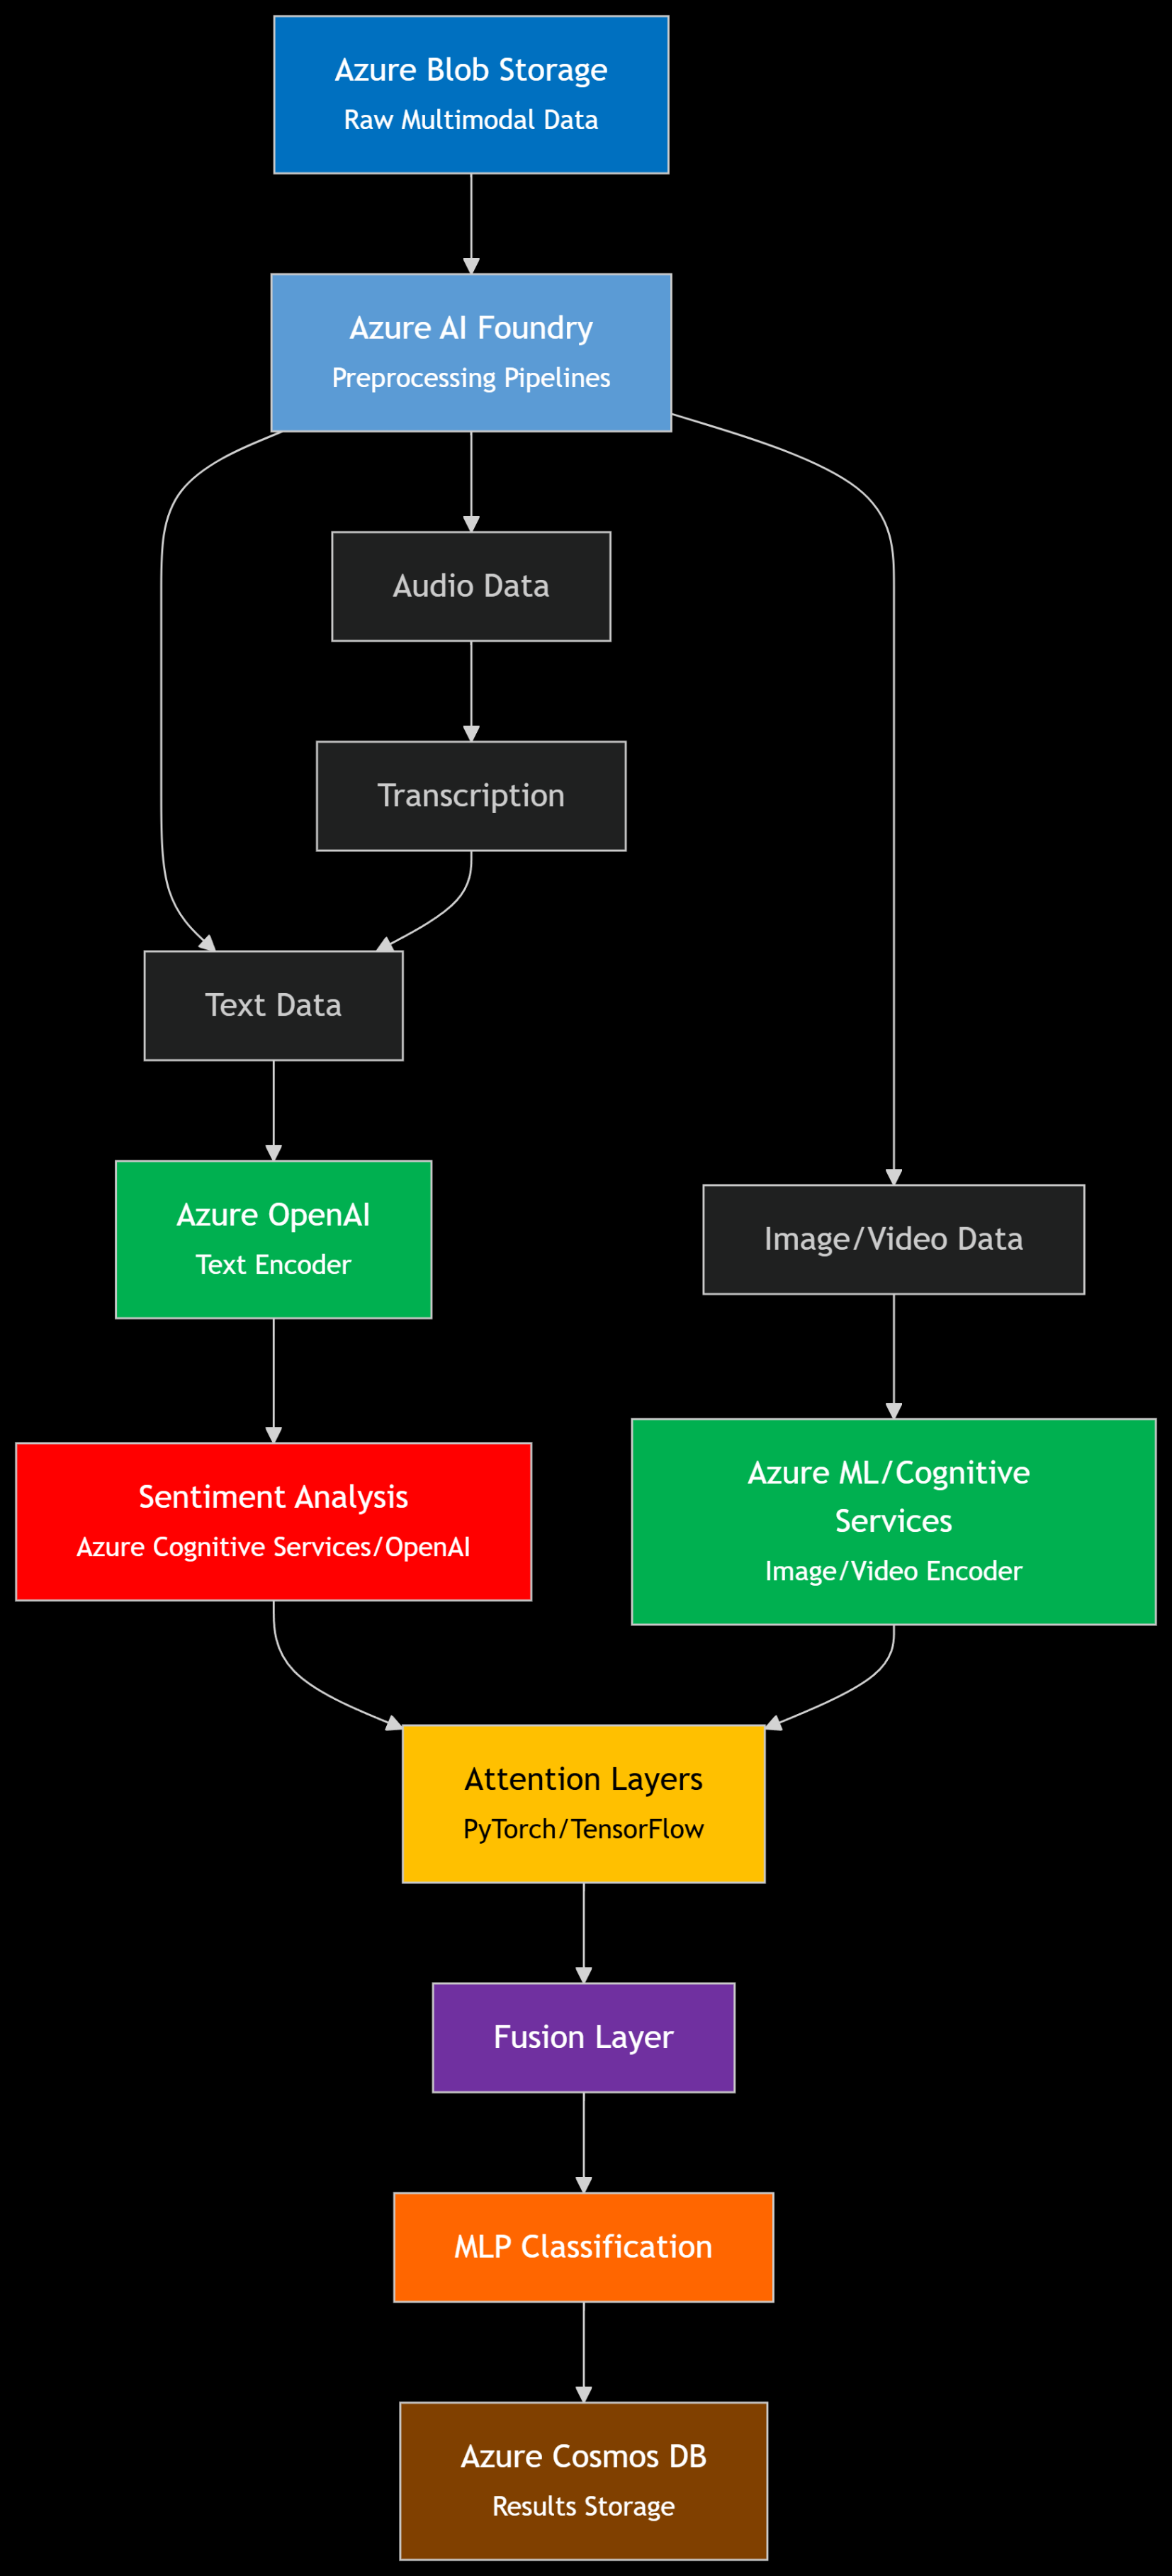 Azure Blob Storage
Raw Multimodal Data
Azure AI Foundry
Preprocessing Pipelines
Audio Data
Transcription
Text Data
Azure OpenAI
Text Encoder
Image/Video Data
Sentiment Analysis
Azure Cognitive Services/OpenAI
Azure ML/Cognitive
Services
Image/Video Encoder
Attention Layers
PyTorch/TensorFlow
Fusion Layer
MLP Classification
Azure Cosmos DB
Results Storage